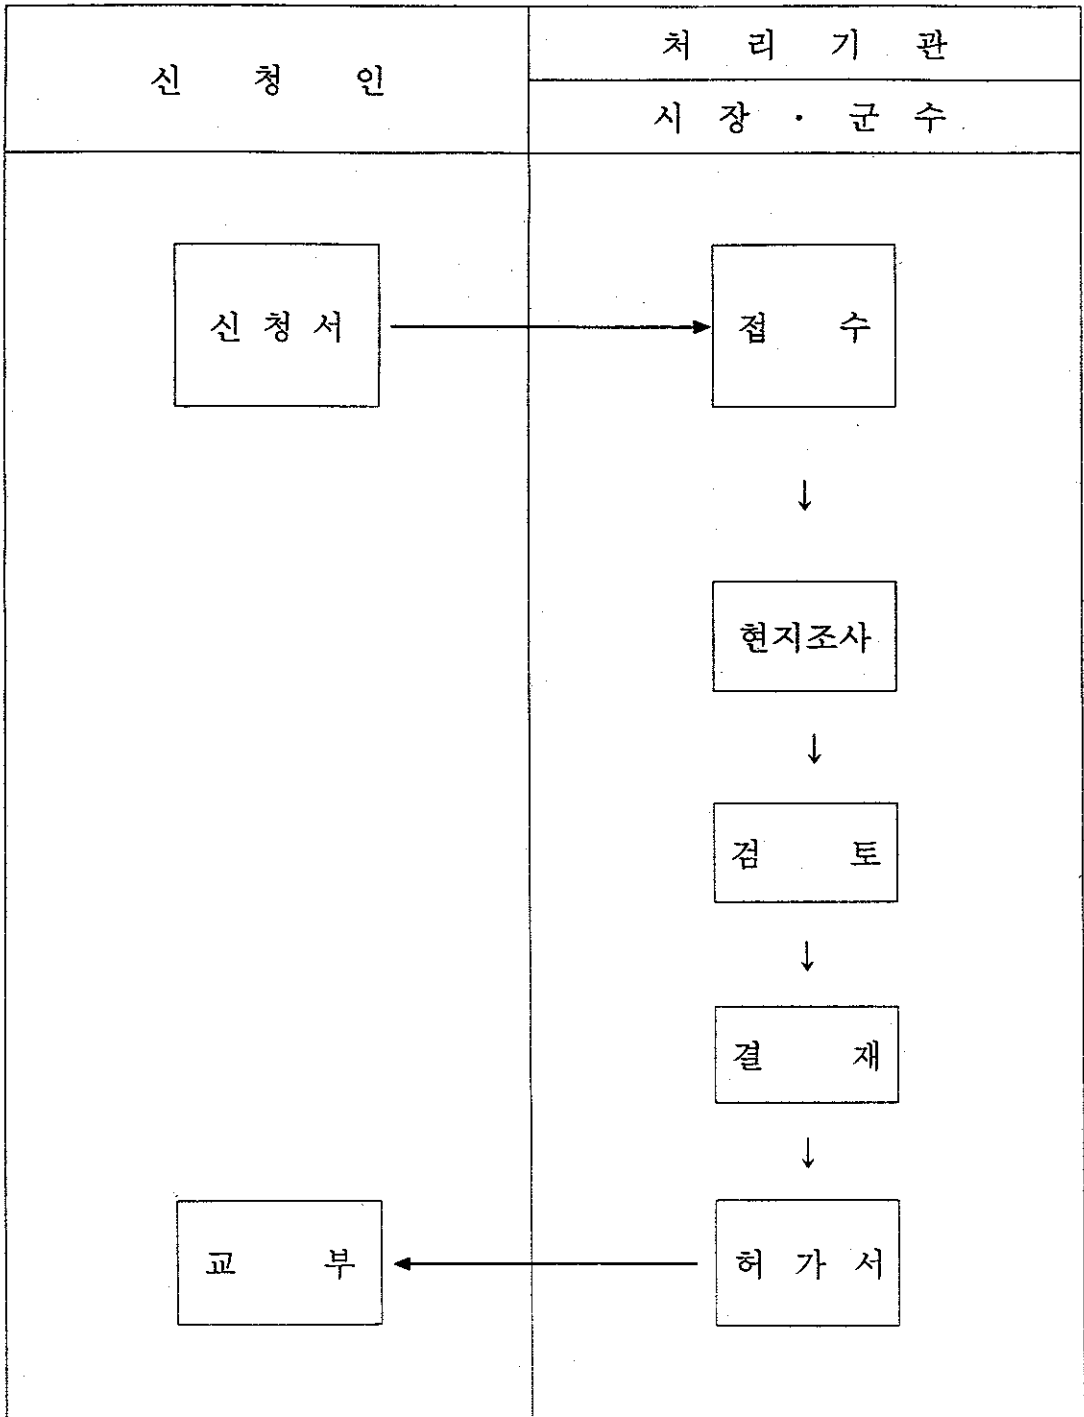 신 청 인
처 리 기 관
시 장 · 군 수
신 청 서
접 수
현지조사
검 토
결 재
교 부
허 가 서